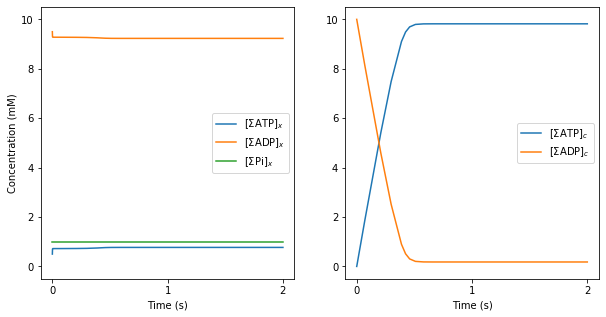 Concentration (mM)
10
8
6
4
2
0
[ΣATP]ₓ
[ΣADP]ₓ
[ΣPi]ₓ
0
1
2
Time (s)
10
8
6
4
2
0
[ΣATP]c
[ΣADP]c
0
1
2
Time (s)